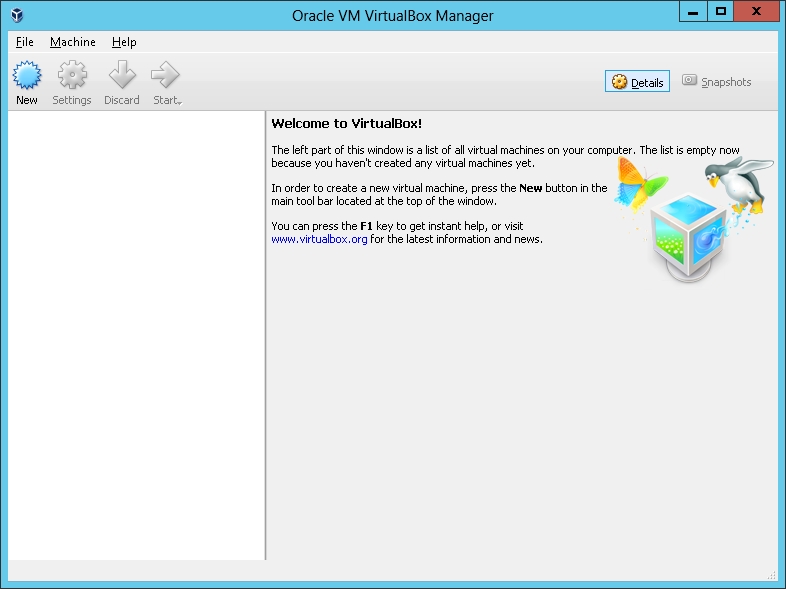 Oracle VM VirtualBox Manager
File Machine Help
New Settings Discard Start
Details Snapshots
Welcome to VirtualBox!
The left part of this window is a list of all virtual machines on your computer. The list is empty now
because you haven't created any virtual machines yet.
In order to create a new virtual machine, press the New button in the
main tool bar located at the top of the window.
You can press the F1 key to get instant help, or visit
www.virtualbox.org for the latest information and news.